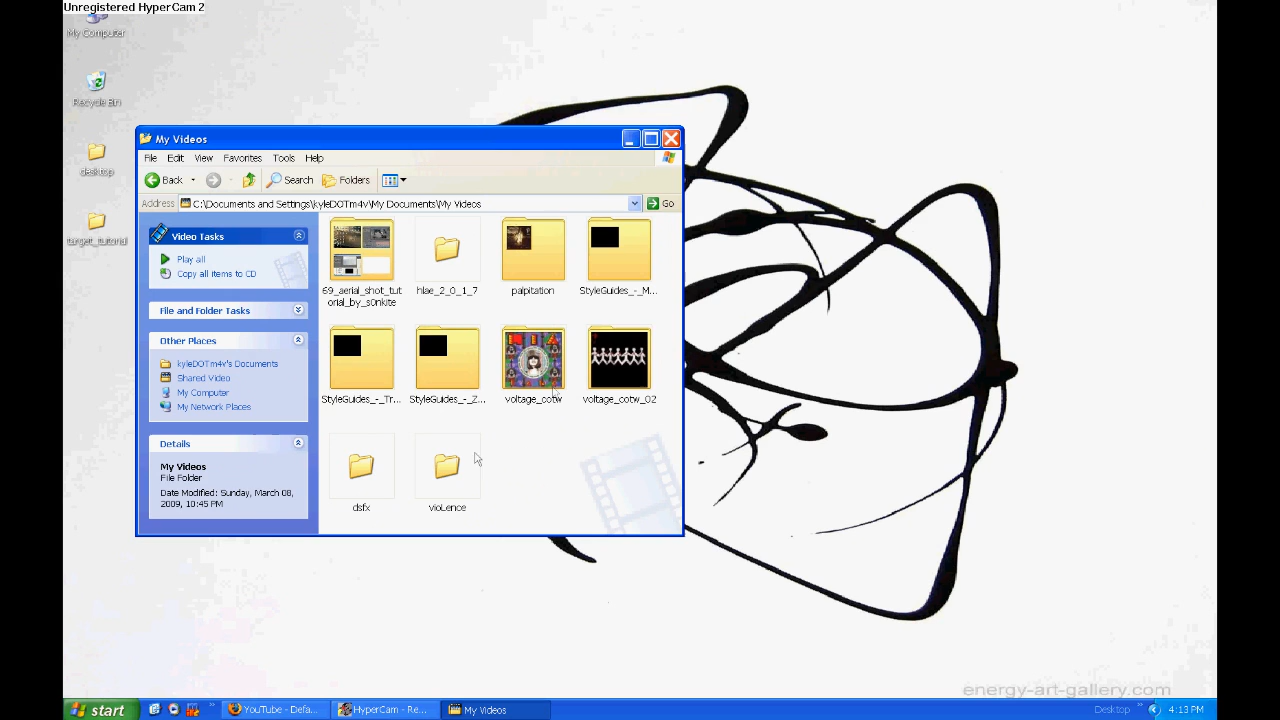 Unregistered HyperCam 2
My Computer
Recycle Bin
desktop
target_tutorial
My Videos
File Edit View Favorites Tools Help
Back Search Folders
Address C:\Documents and Settings\kyleDOTm4v\My Documents\My Videos Go
Video Tasks
Play all
Copy all items to CD
File and Folder Tasks
Other Places
kyleDOTm4v's Documents
Shared Video
My Computer
My Network Places
Details
My Videos
File Folder
Date Modified: Sunday, March 08,
2009, 10:45 PM
69_aerial_shot_tut
orial_by_s0nkite
hlae_2_0_1_7
palpitation
StyleGuides_-_M...
StyleGuides_-_Tr...
StyleGuides_-_Z...
voltage_cotw
voltage_cotw_02
dsfx
vioLence
energy-art-gallery.com
start
YouTube - Defa...
HyperCam - Re...
My Videos
Desktop
4:13 PM